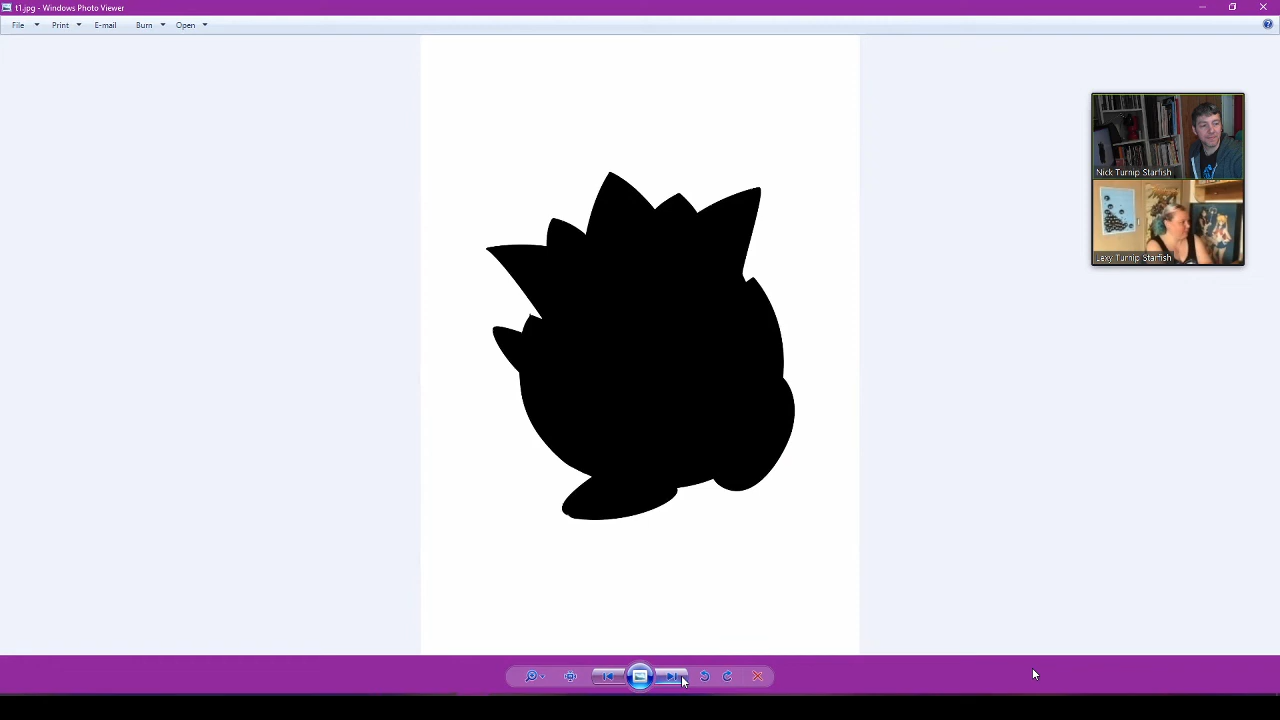 t1.jpg - Windows Photo Viewer
File Print E-mail Burn Open
Nick Turnip Starfish
Lexy Turnip Starfish